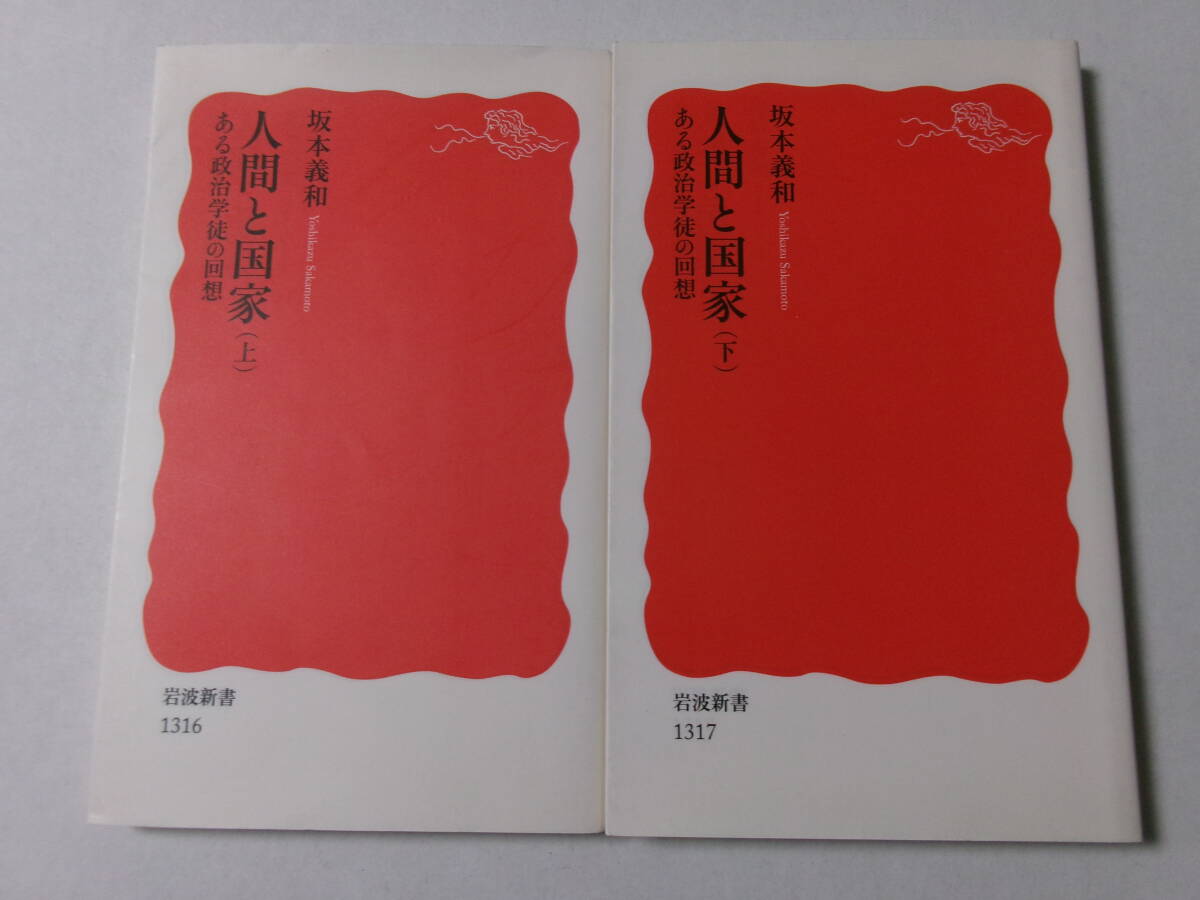 坂本義和
Yoshikazu Sakamoto
人間と国家(上)
ある政治学徒の回想
岩波新書
1316
坂本義和
Yoshikazu Sakamoto
人間と国家(下)
ある政治学徒の回想
岩波新書
1317